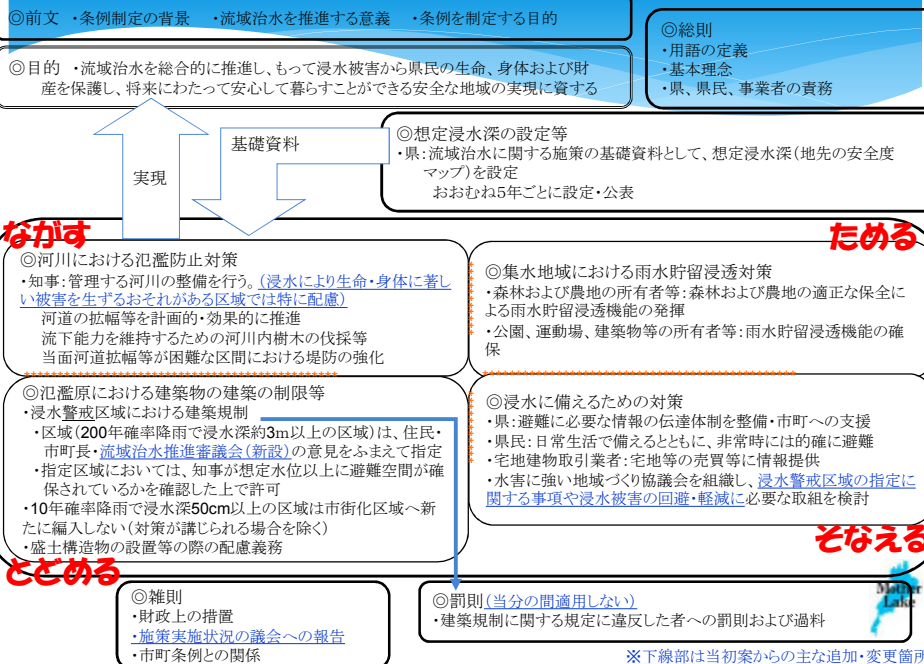 ◎前文 ・条例制定の背景 ・流域治水を推進する意義 ・条例を制定する目的
◎総則
・用語の定義
・基本理念
・県、県民、事業者の責務
◎目的 ・流域治水を総合的に推進し、もって浸水被害から県民の生命、身体および財
産を保護し、将来にわたって安心して暮らすことができる安全な地域の実現に資する
実現
基礎資料
◎想定浸水深の設定等
・県:流域治水に関する施策の基礎資料として、想定浸水深(地先の安全度
マップ)を設定
おおむね5年ごとに設定・公表
ながす
◎河川における氾濫防止対策
・知事:管理する河川の整備を行う。(浸水により生命・身体に著し
い被害を生ずるおそれがある区域では特に配慮)
河道の拡幅等を計画的・効果的に推進
流下能力を維持するための河川内樹木の伐採等
当面河道拡幅等が困難な区間における堤防の強化
ためる
◎集水地域における雨水貯留浸透対策
・森林および農地の所有者等:森林および農地の適正な保全に
よる雨水貯留浸透機能の発揮
・公園、運動場、建築物等の所有者等:雨水貯留浸透機能の確
保
◎氾濫原における建築物の建築の制限等
・浸水警戒区域における建築規制
・区域(200年確率降雨で浸水深約3m以上の区域)は、住民・
市町長・流域治水推進審議会(新設)の意見をふまえて指定
・指定区域においては、知事が想定水位以上に避難空間が確
保されているかを確認した上で許可
・10年確率降雨で浸水深50cm以上の区域は市街化区域へ新
たに編入しない(対策が講じられる場合を除く)
・盛土構造物の設置等の際の配慮義務
とどめる
◎浸水に備えるための対策
・県:避難に必要な情報の伝達体制を整備・市町への支援
・県民:日常生活で備えるとともに、非常時には的確に避難
・宅地建物取引業者:宅地等の売買等に情報提供
・水害に強い地域づくり協議会を組織し、浸水警戒区域の指定に
関する事項や浸水被害の回避・軽減に必要な取組を検討
そなえる
◎雑則
・財政上の措置
・施策実施状況の議会への報告
・市町条例との関係
◎罰則(当分の間適用しない)
・建築規制に関する規定に違反した者への罰則および過料
Mother
Lake
※下線部は当初案からの主な追加・変更箇所